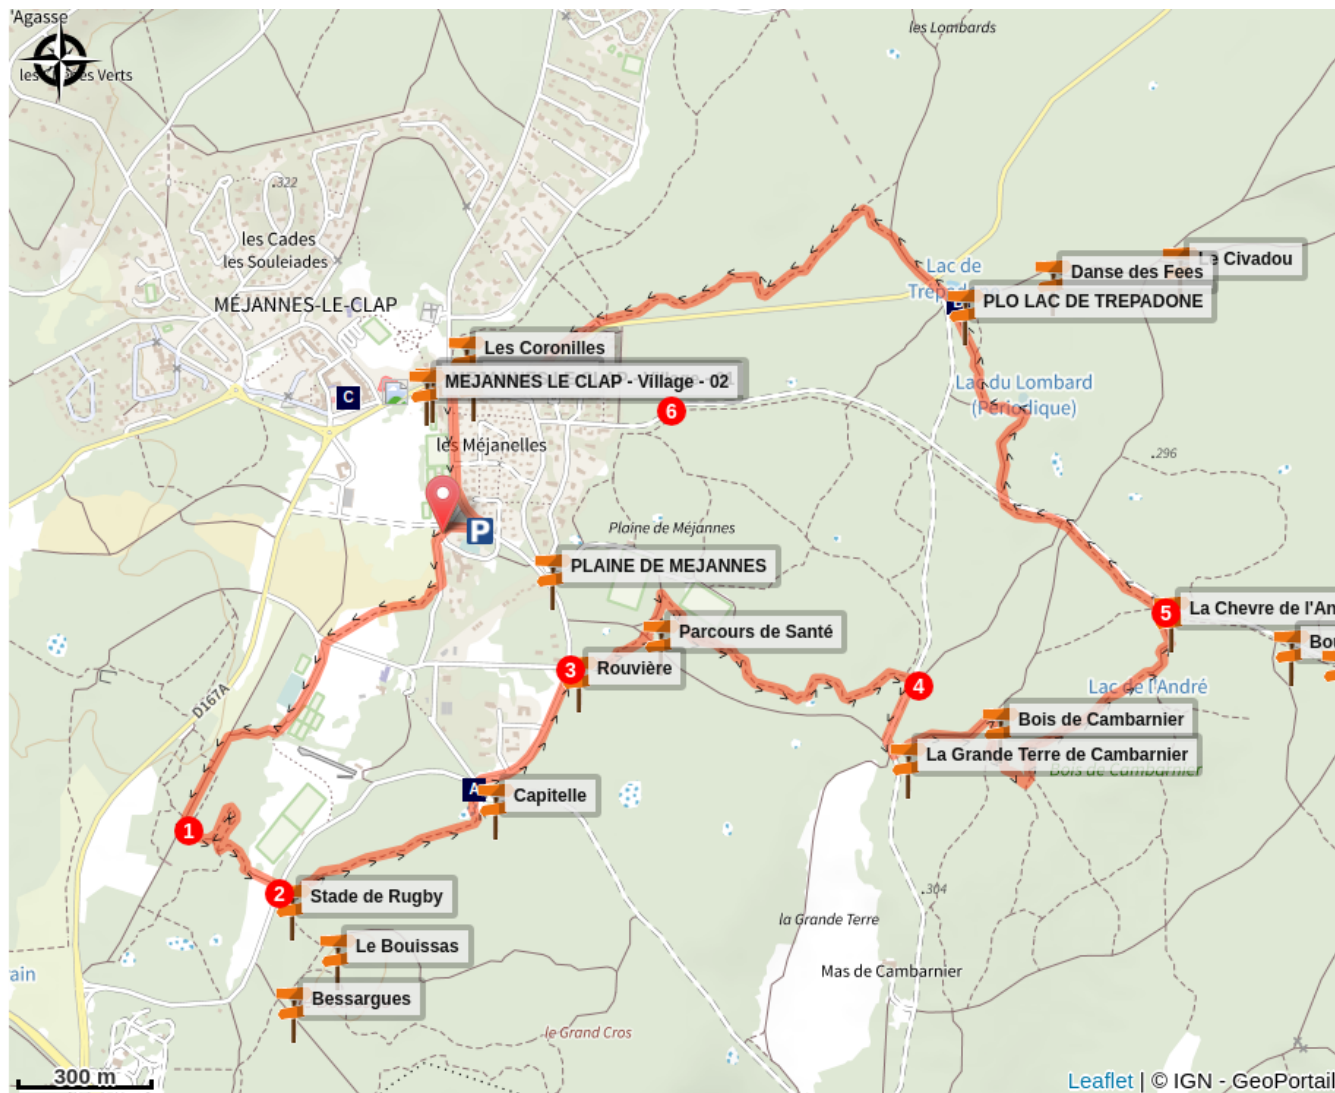 'Agasse
les Lombards
Verts
322
les Cades
les Souleiades
MÉJANNES-LE-CLAP
Lac de
Le Civadou
Danse des Fees
PLO LAC DE TREPADONE
Les Coronilles
MEJANNES LE CLAP - Village - 02
Lac du Lombard
(Périodique)
C
6
les Méjanelles
296
P
Plaine de Méjannes
PLAINE DE MEJANNES
5
La Chevre de l'An
Parcours de Santé
Bou
3
Rouvière
4
Lac de l'André
D167A
Bois de Cambarnier
La Grande Terre de Cambarnier
Bois de Cambarnier
A
Capitelle
1
2
Stade de Rugby
304
la Grande Terre
Le Bouissas
ain
Mas de Cambarnier
Bessargues
le Grand Cros
300 m
Leaflet | © IGN - GeoPortail